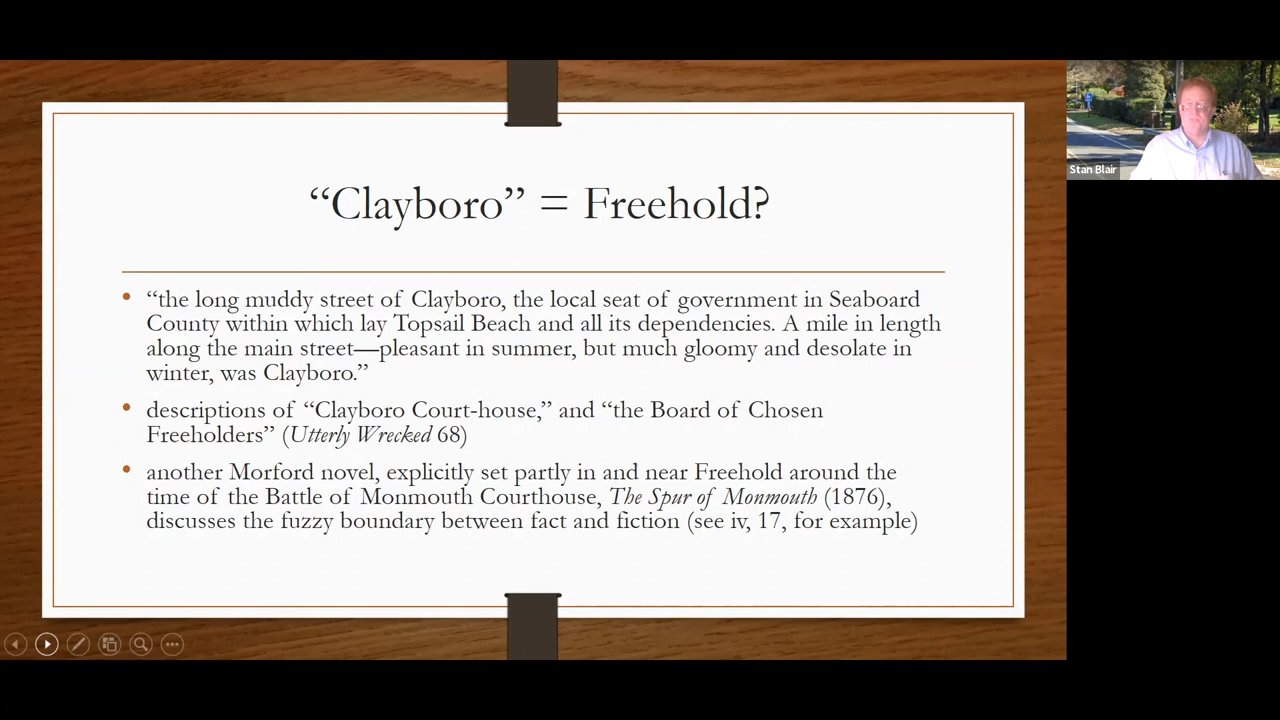 “Clayboro” = Freehold?
• “the long muddy street of Clayboro, the local seat of government in Seaboard
County within which lay Topsail Beach and all its dependencies. A mile in length
along the main street—pleasant in summer, but much gloomy and desolate in
winter, was Clayboro.”
• descriptions of “Clayboro Court-house,” and “the Board of Chosen
Freeholders” (Utterly Wrecked 68)
• another Morford novel, explicitly set partly in and near Freehold around the
time of the Battle of Monmouth Courthouse, The Spur of Monmouth (1876),
discusses the fuzzy boundary between fact and fiction (see iv, 17, for example)
Stan Blair